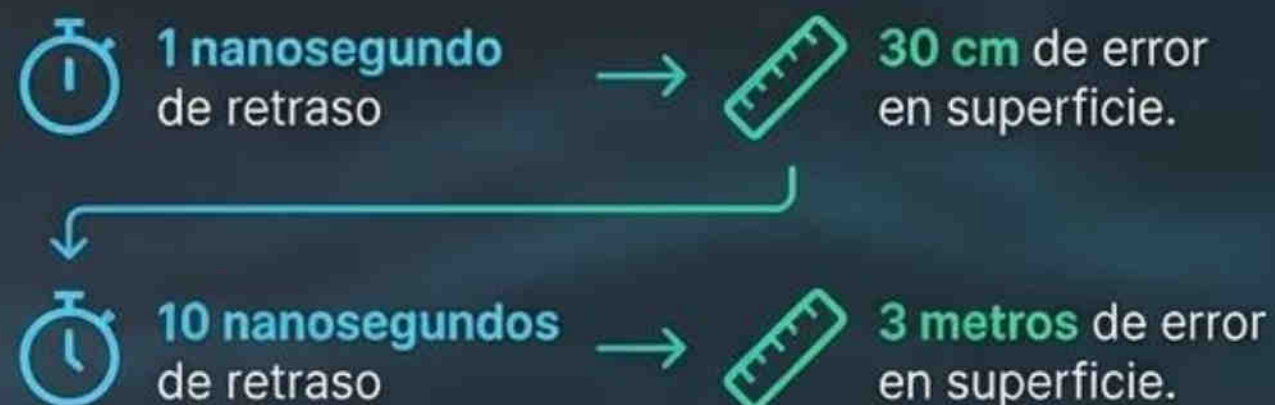 1 nanosegundo
de retraso
30 cm de error
en superficie.
10 nanosegundos
de retraso
3 metros de error
en superficie.